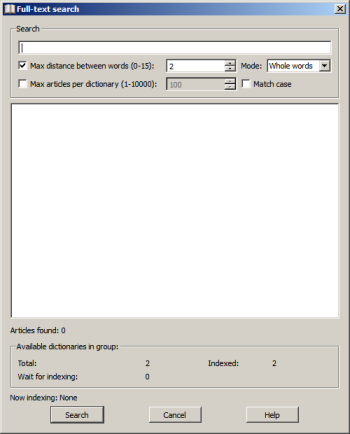 Full-text search
Search
Max distance between words (0-15): 2 Mode: Whole words
Max articles per dictionary (1-10000): 100 Match case
Articles found: 0
Available dictionaries in group:
Total: 2 Indexed: 2
Wait for indexing: 0
Now indexing: None
Search Cancel Help